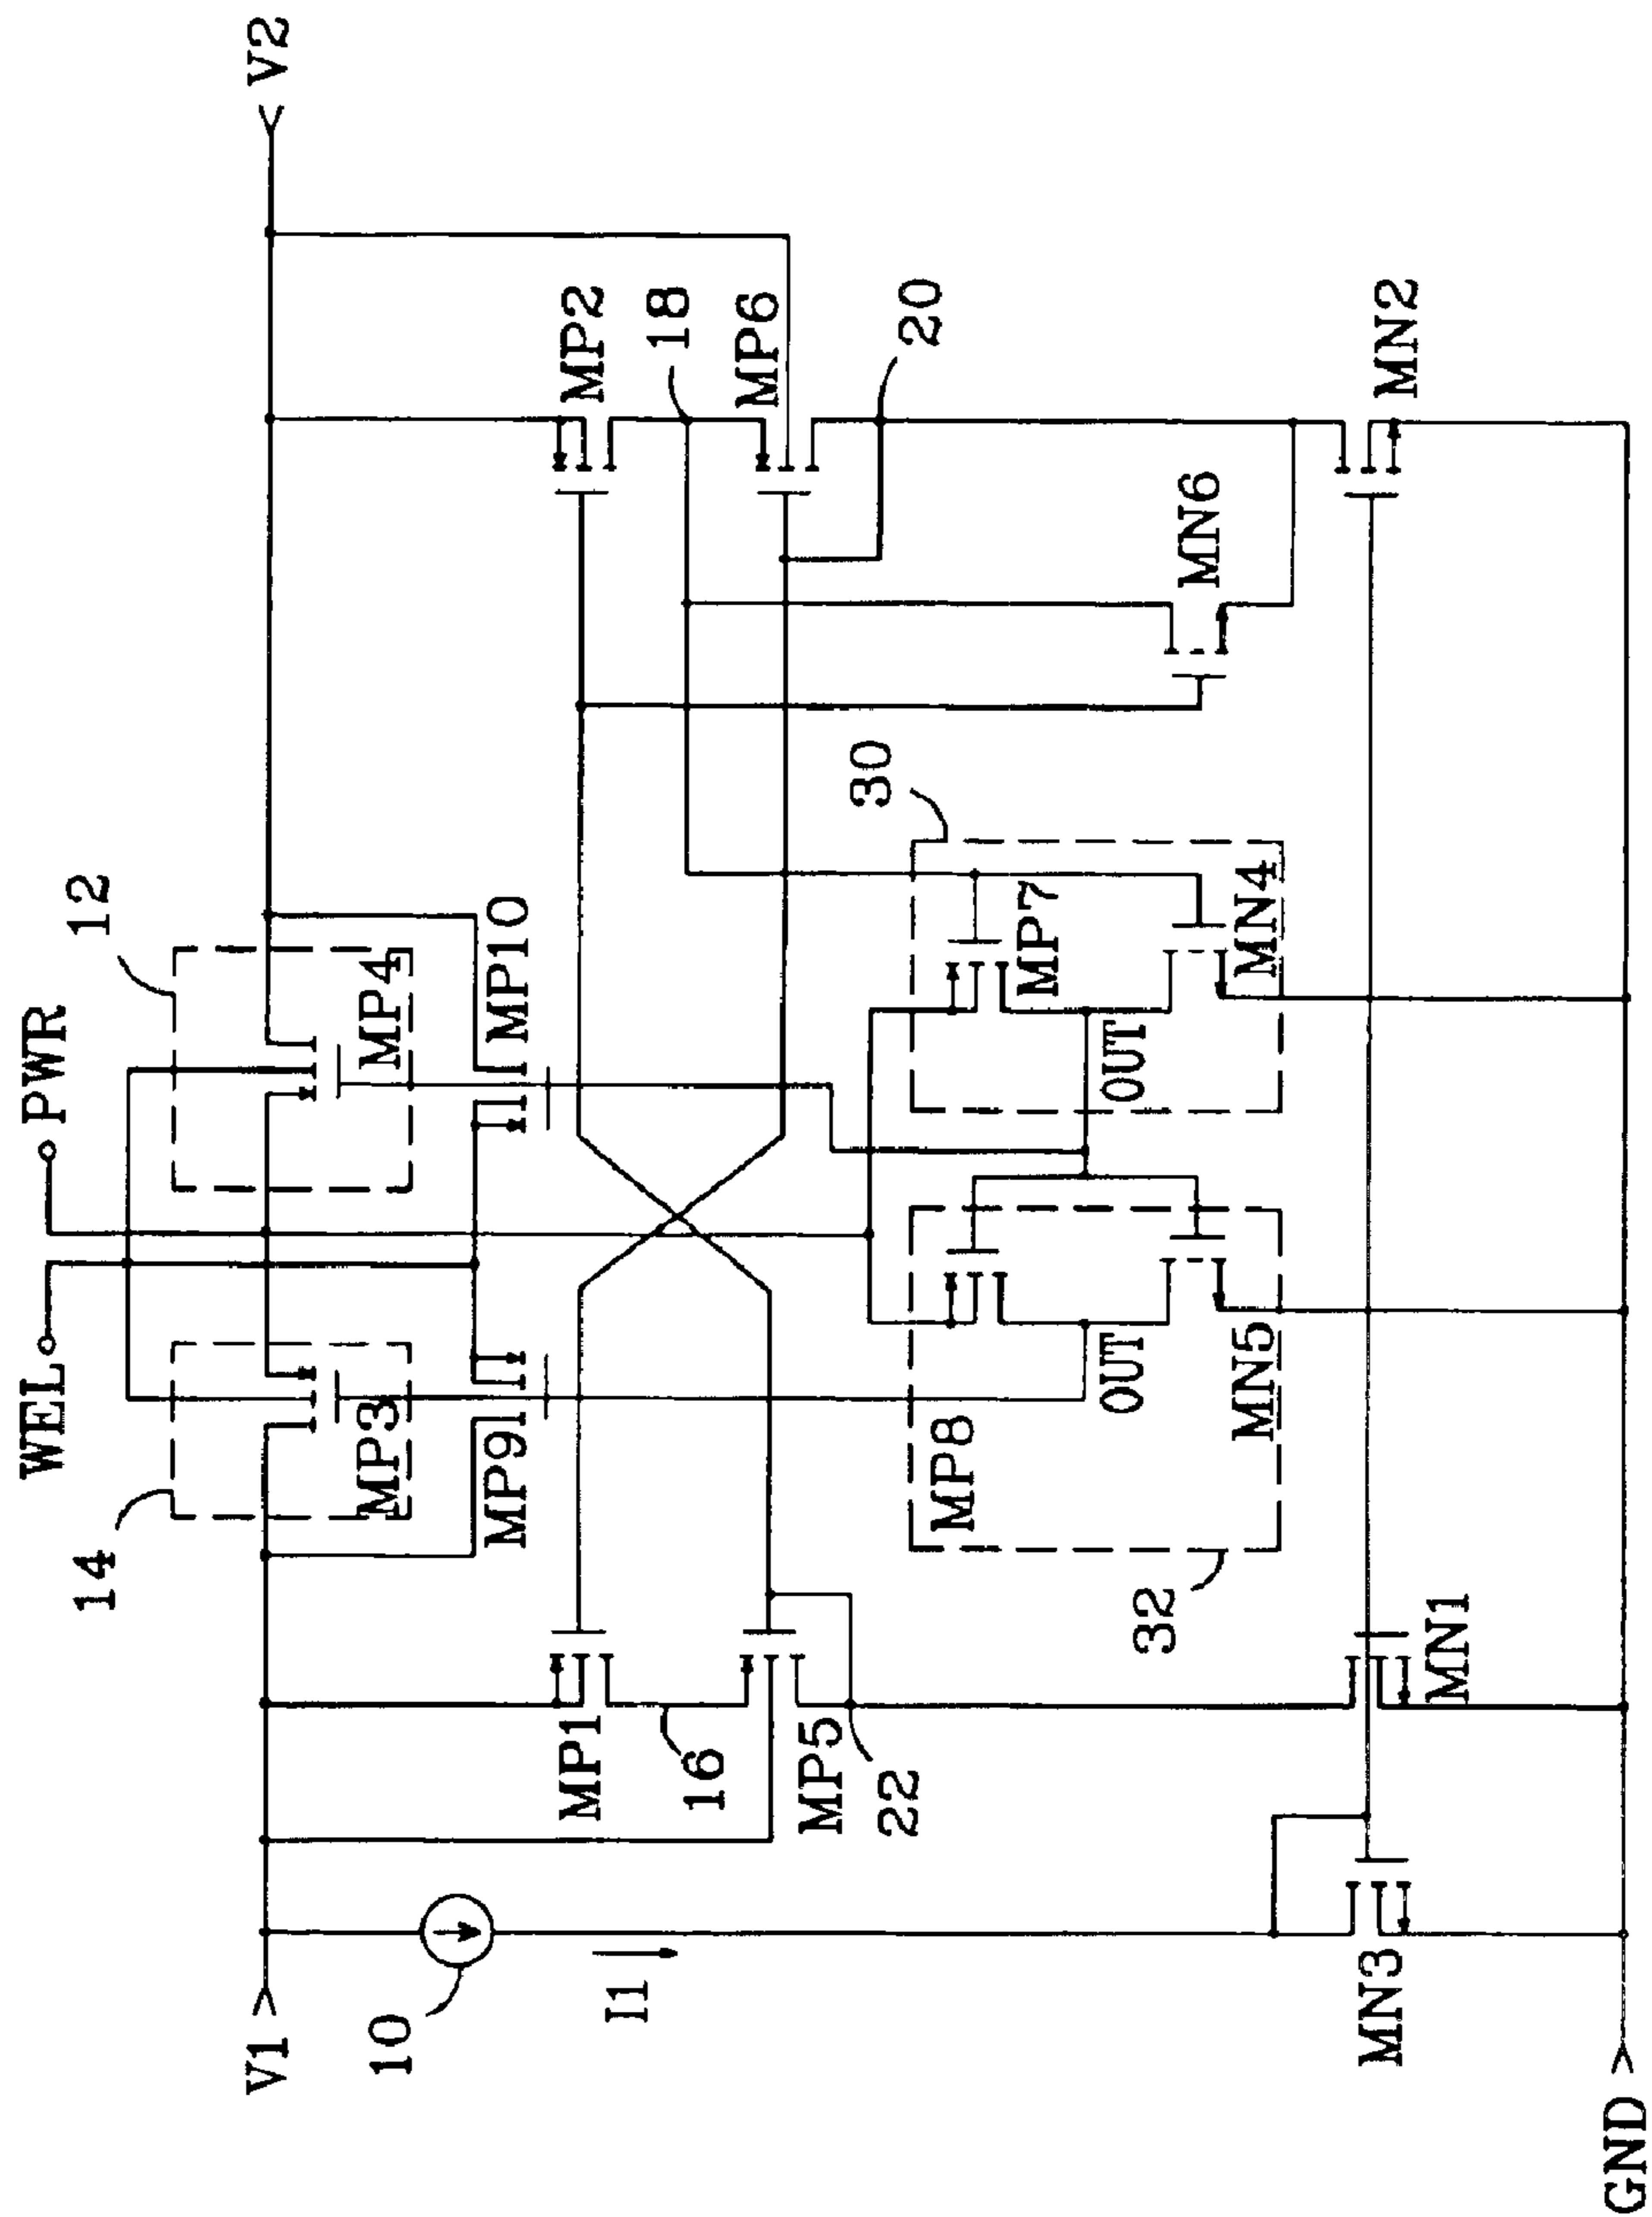 WEL
PWR
12
14
V1
V2
MP3
MP4
MP9
MP10
10
I1
MP1
MP2
16
18
MP5
MP6
22
20
30
MP8
MP7
OUT
OUT
MN6
32
MN5
MN4
MN3
MN1
MN2
GND